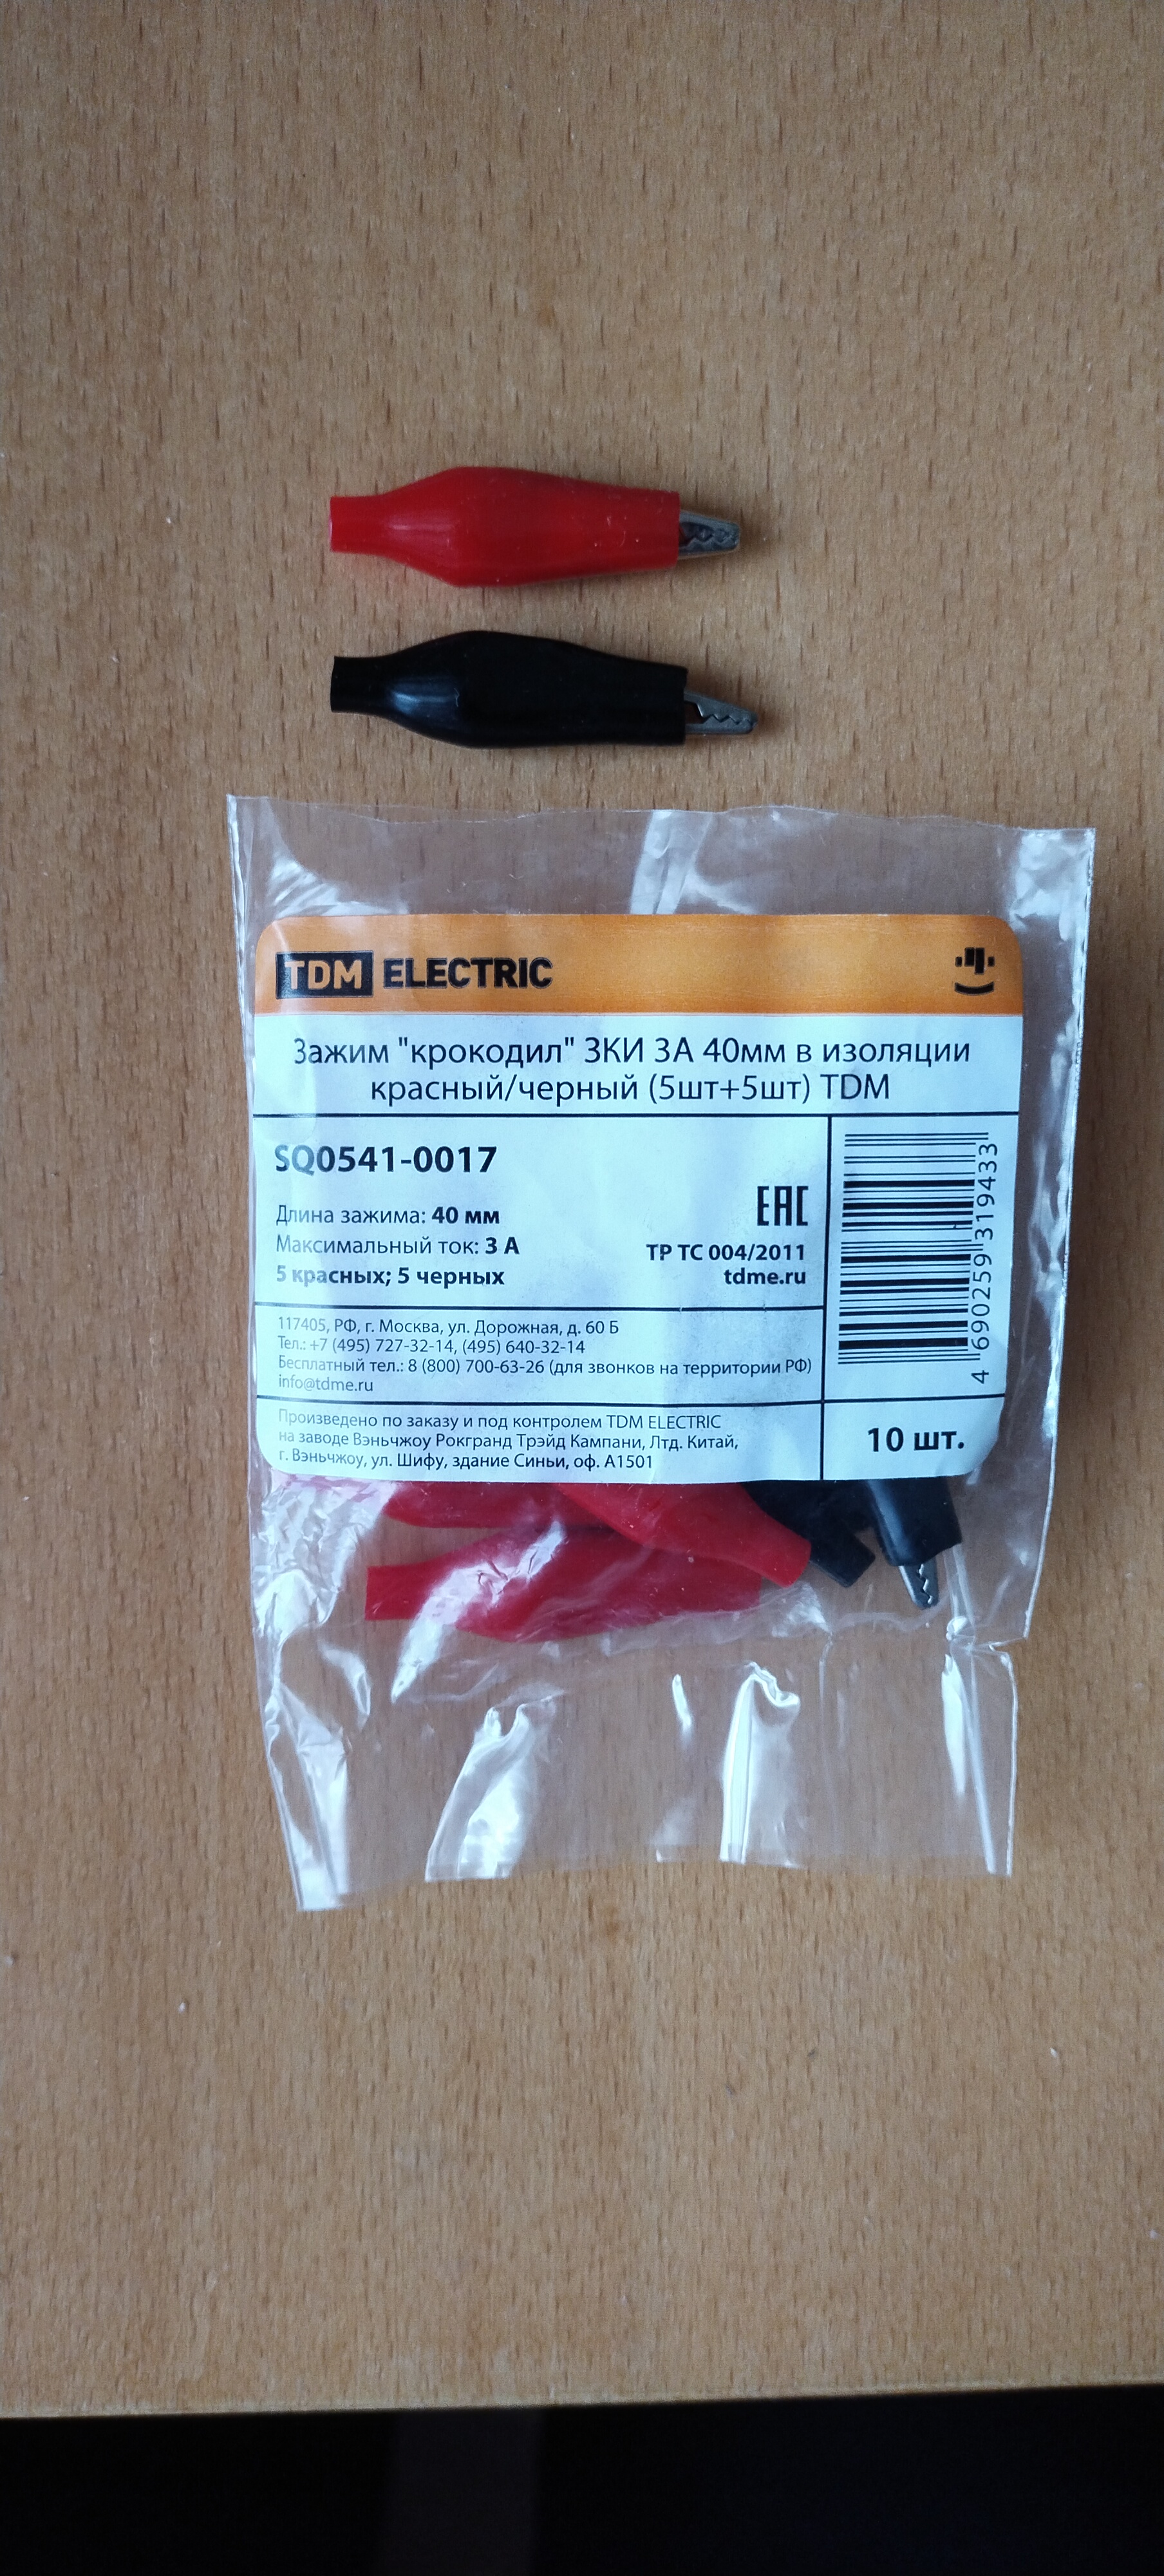 TDM ELECTRIC
Зажим "крокодил" ЗКИ 3А 40мм в изоляции
красный/черный (5шт+5шт) TDM
SQ0541-0017
Длина зажима: 40 мм
Максимальный ток: 3 А
5 красных; 5 черных
EAC
ТР ТС 004/2011
tdme.ru
4 690259 319433
117405, РФ, г. Москва, ул. Дорожная, д. 60 Б
Тел.: +7 (495) 727-32-14, (495) 640-32-14
Бесплатный тел.: 8 (800) 700-63-26 (для звонков на территории РФ)
info@tdme.ru
Произведено по заказу и под контролем TDM ELECTRIC
на заводе Вэньчжоу Рокгранд Трэйд Кампани, Лтд. Китай,
г. Вэньчжоу, ул. Шифу, здание Синьи, оф. А1501
10 шт.